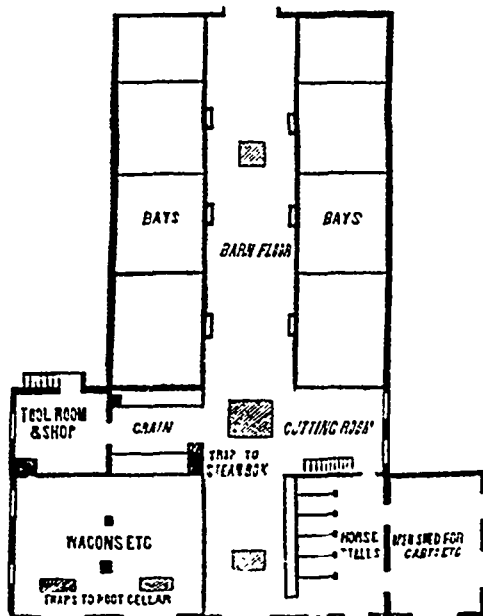 BAYS
BAYS
BARN FLOOR
TOOL ROOM
& SHOP
GRAIN
CUTTING ROOM
TRAP TO
STEAM BOX
WAGONS ETC
HORSE
STALLS
SHED FOR
CARTS ETC
TRAPS TO ROOT CELLAR